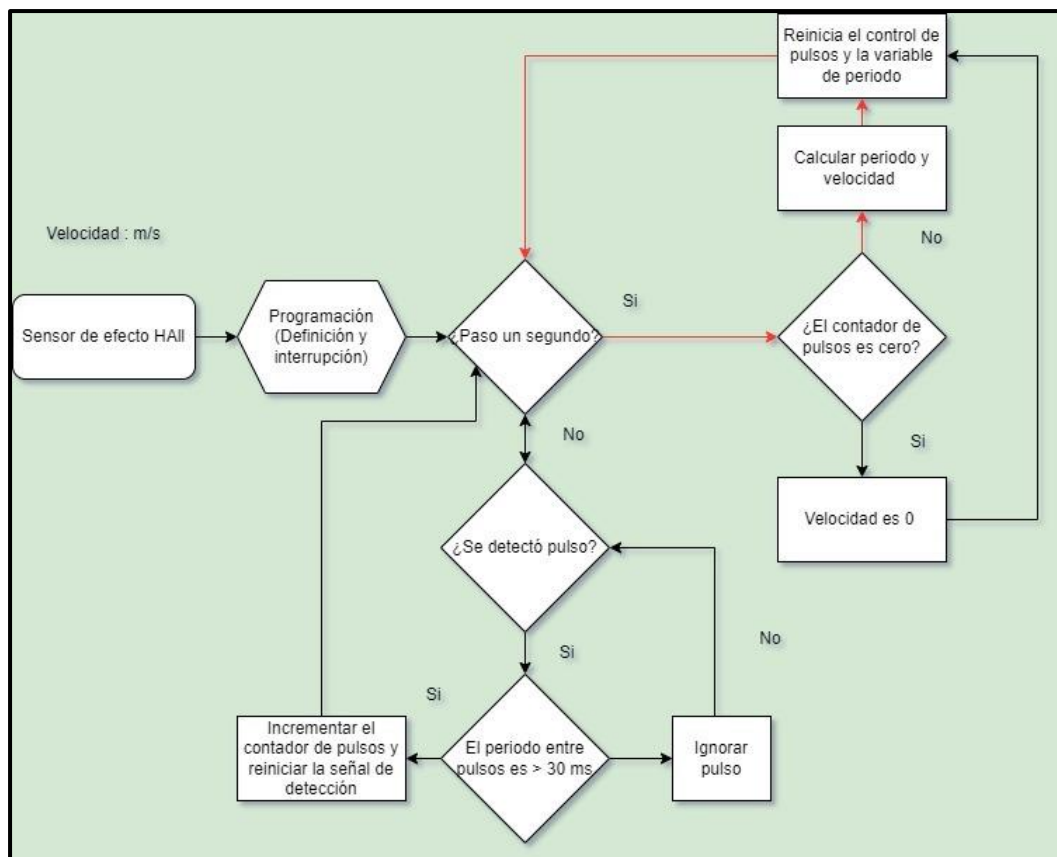 Reinicia el control de
pulsos y la variable
de periodo
Calcular periodo y
velocidad
No
Velocidad : m/s
Si
Sensor de efecto HAll
Programación
(Definición y
interrupción)
¿Paso un segundo?
¿El contador de
pulsos es cero?
No
Si
Velocidad es 0
¿Se detectó pulso?
No
Si
Si
Incrementar el
contador de pulsos y
reiniciar la señal de
detección
El periodo entre
pulsos es > 30 ms
Ignorar
pulso